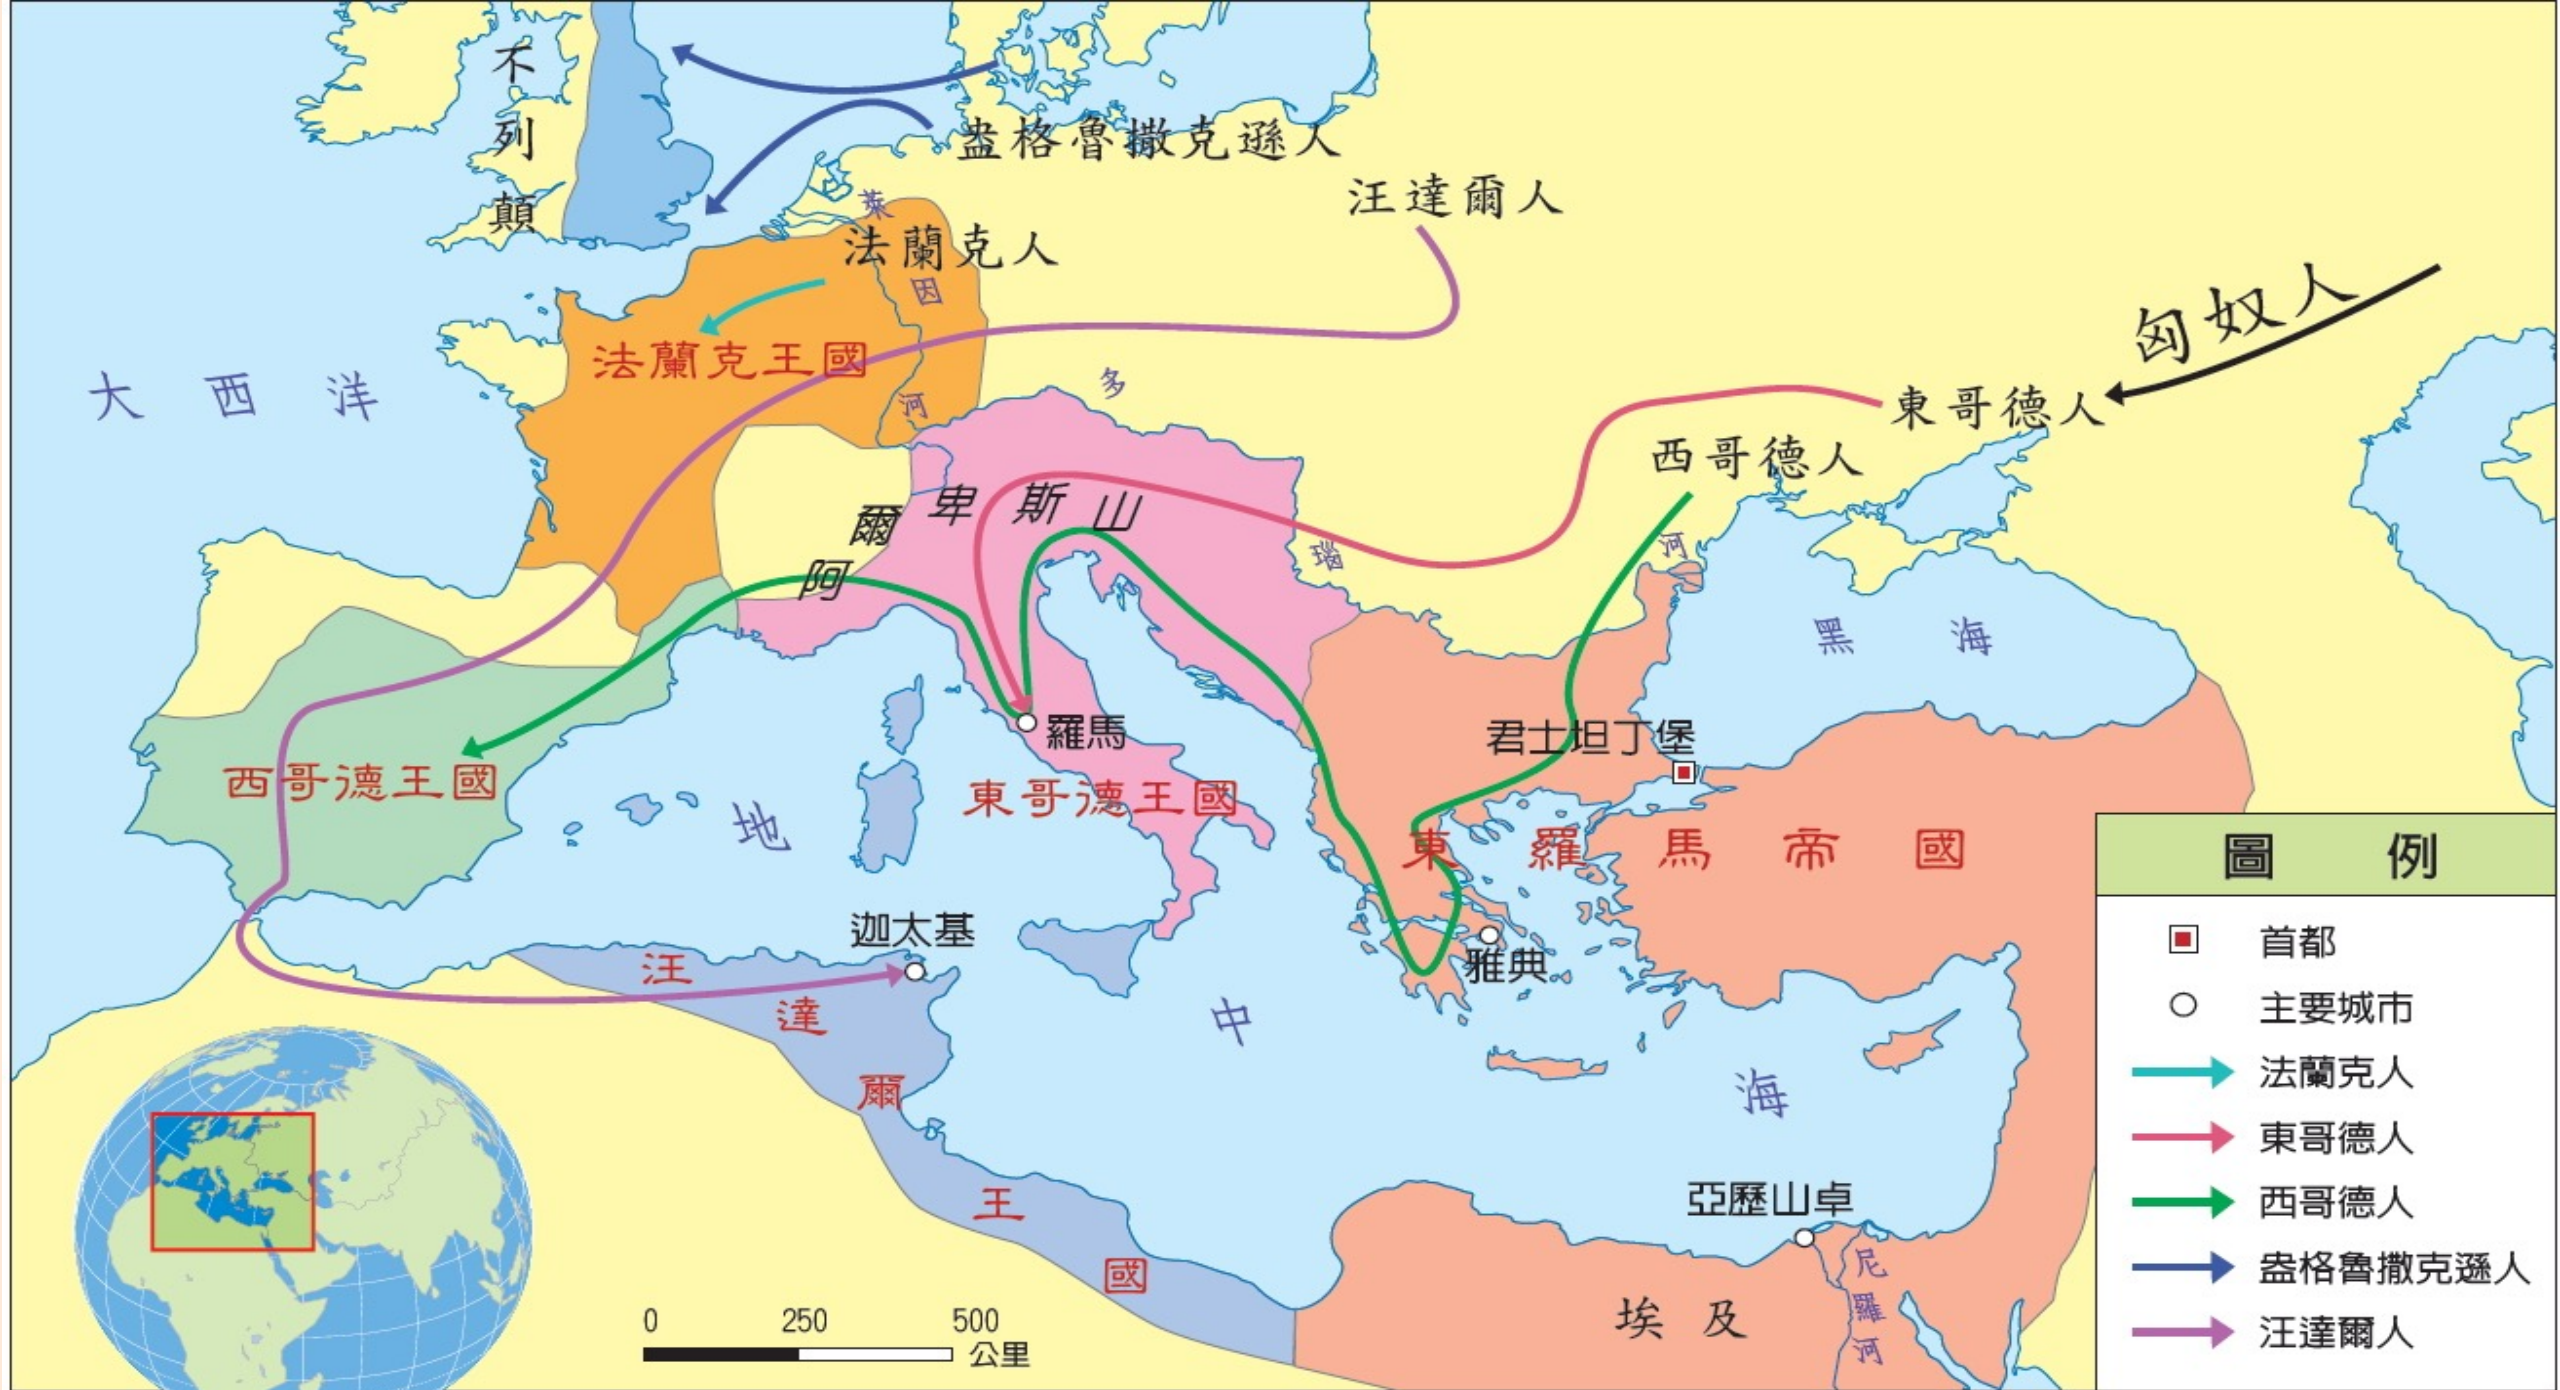 不列顛
盎格魯撒克遜人
汪達爾人
萊因河
法蘭克人
法蘭克王國
匈奴人
大西洋
多瑙河
東哥德人
西哥德人
阿爾卑斯山
黑海
羅馬
君士坦丁堡
西哥德王國
東哥德王國
地中海
東羅馬帝國
迦太基
雅典
汪達爾王國
亞歷山卓
埃及
尼羅河
0 250 500
公里
圖例
首都
主要城市
法蘭克人
東哥德人
西哥德人
盎格魯撒克遜人
汪達爾人